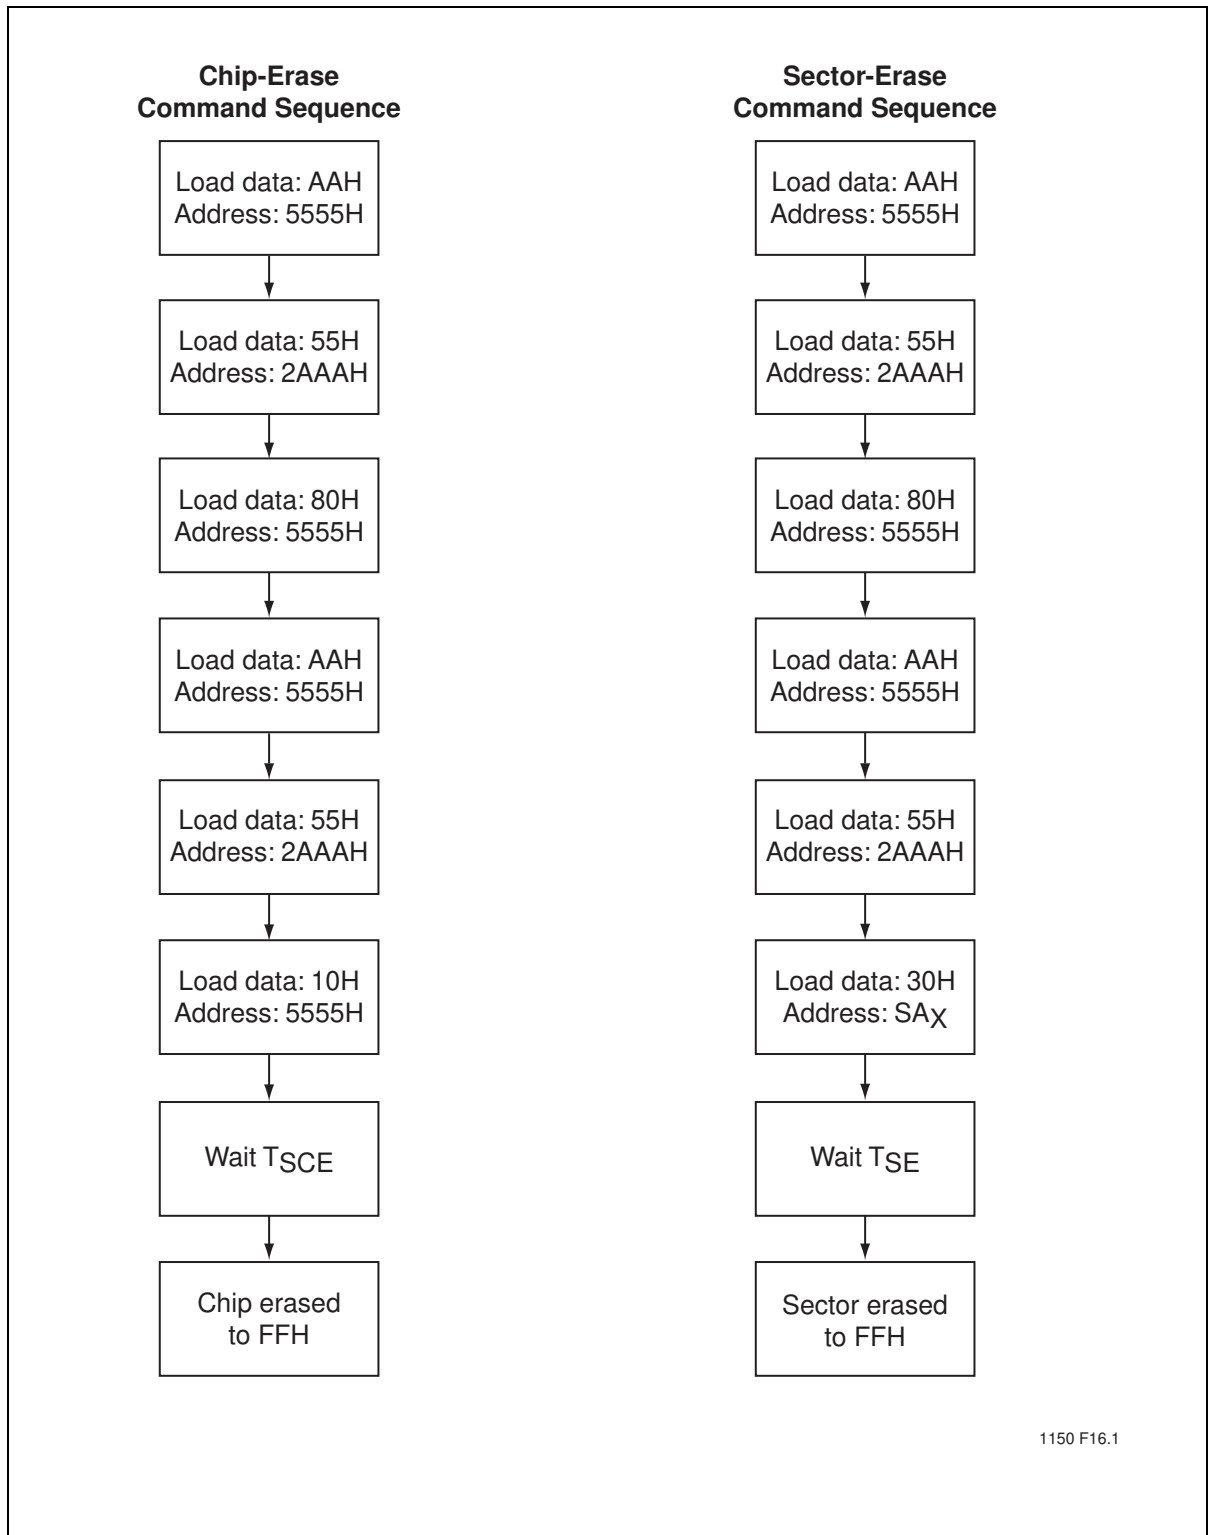 Chip-Erase
Command Sequence
Load data: AAH
Address: 5555H
Load data: 55H
Address: 2AAAH
Load data: 80H
Address: 5555H
Load data: AAH
Address: 5555H
Load data: 55H
Address: 2AAAH
Load data: 10H
Address: 5555H
Wait TSCE
Chip erased
to FFH
Sector-Erase
Command Sequence
Load data: AAH
Address: 5555H
Load data: 55H
Address: 2AAAH
Load data: 80H
Address: 5555H
Load data: AAH
Address: 5555H
Load data: 55H
Address: 2AAAH
Load data: 30H
Address: SAX
Wait TSE
Sector erased
to FFH
1150 F16.1